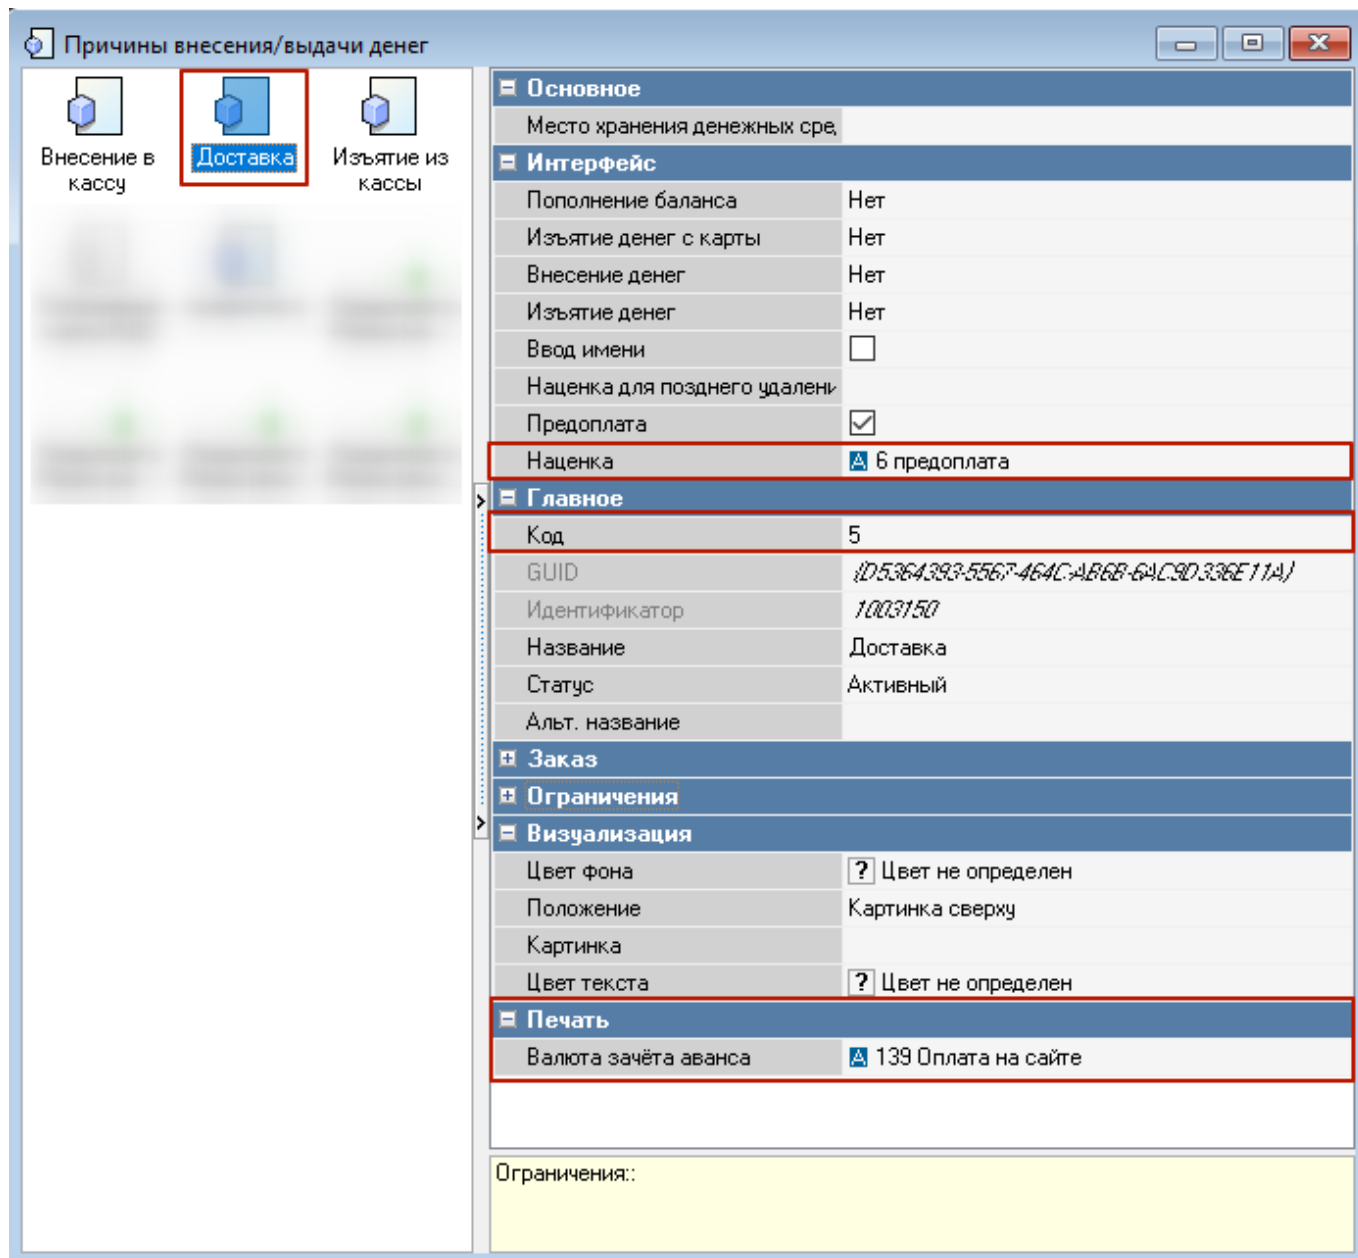 Причины внесения/выдачи денег
Внесение в
кассу
Доставка
Изъятие из
кассы
Основное
Место хранения денежных сред
Интерфейс
Пополнение баланса Нет
Изъятие денег с карты Нет
Внесение денег Нет
Изъятие денег Нет
Ввод имени
Наценка для позднего удалени
Предоплата
Наценка A 6 предоплата
Главное
Код 5
GUID {D5364393-5567-464C-AB6B-6AC9D336E11A}
Идентификатор 1003150
Название Доставка
Статус Активный
Альт. название
Заказ
Ограничения
Визуализация
Цвет фона ? Цвет не определен
Положение Картинка сверху
Картинка
Цвет текста ? Цвет не определен
Печать
Валюта зачёта аванса A 139 Оплата на сайте
Ограничения::